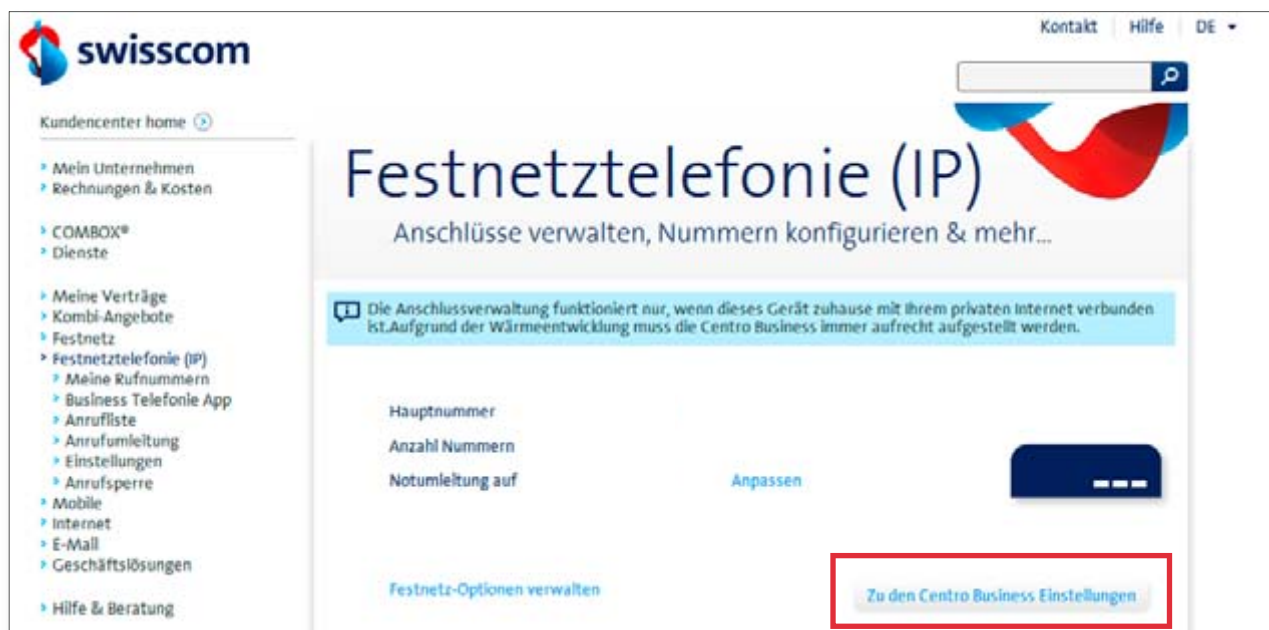 swisscom
Kontakt Hilfe DE
Kundencenter home
Mein Unternehmen
Rechnungen & Kosten
COMBOX®
Dienste
Meine Verträge
Kombi-Angebote
Festnetz
Festnetztelefonie (IP)
Meine Rufnummern
Business Telefonie App
Anrufliste
Anrufumleitung
Einstellungen
Anrufsperre
Mobile
Internet
E-Mail
Geschäftslösungen
Hilfe & Beratung
Festnetztelefonie (IP)
Anschlüsse verwalten, Nummern konfigurieren & mehr...
Die Anschlussverwaltung funktioniert nur, wenn dieses Gerät zuhause mit Ihrem privaten Internet verbunden
ist.Aufgrund der Wärmeentwicklung muss die Centro Business immer aufrecht aufgestellt werden.
Hauptnummer
Anzahl Nummern
Notumleitung auf Anpassen
Festnetz-Optionen verwalten
Zu den Centro Business Einstellungen